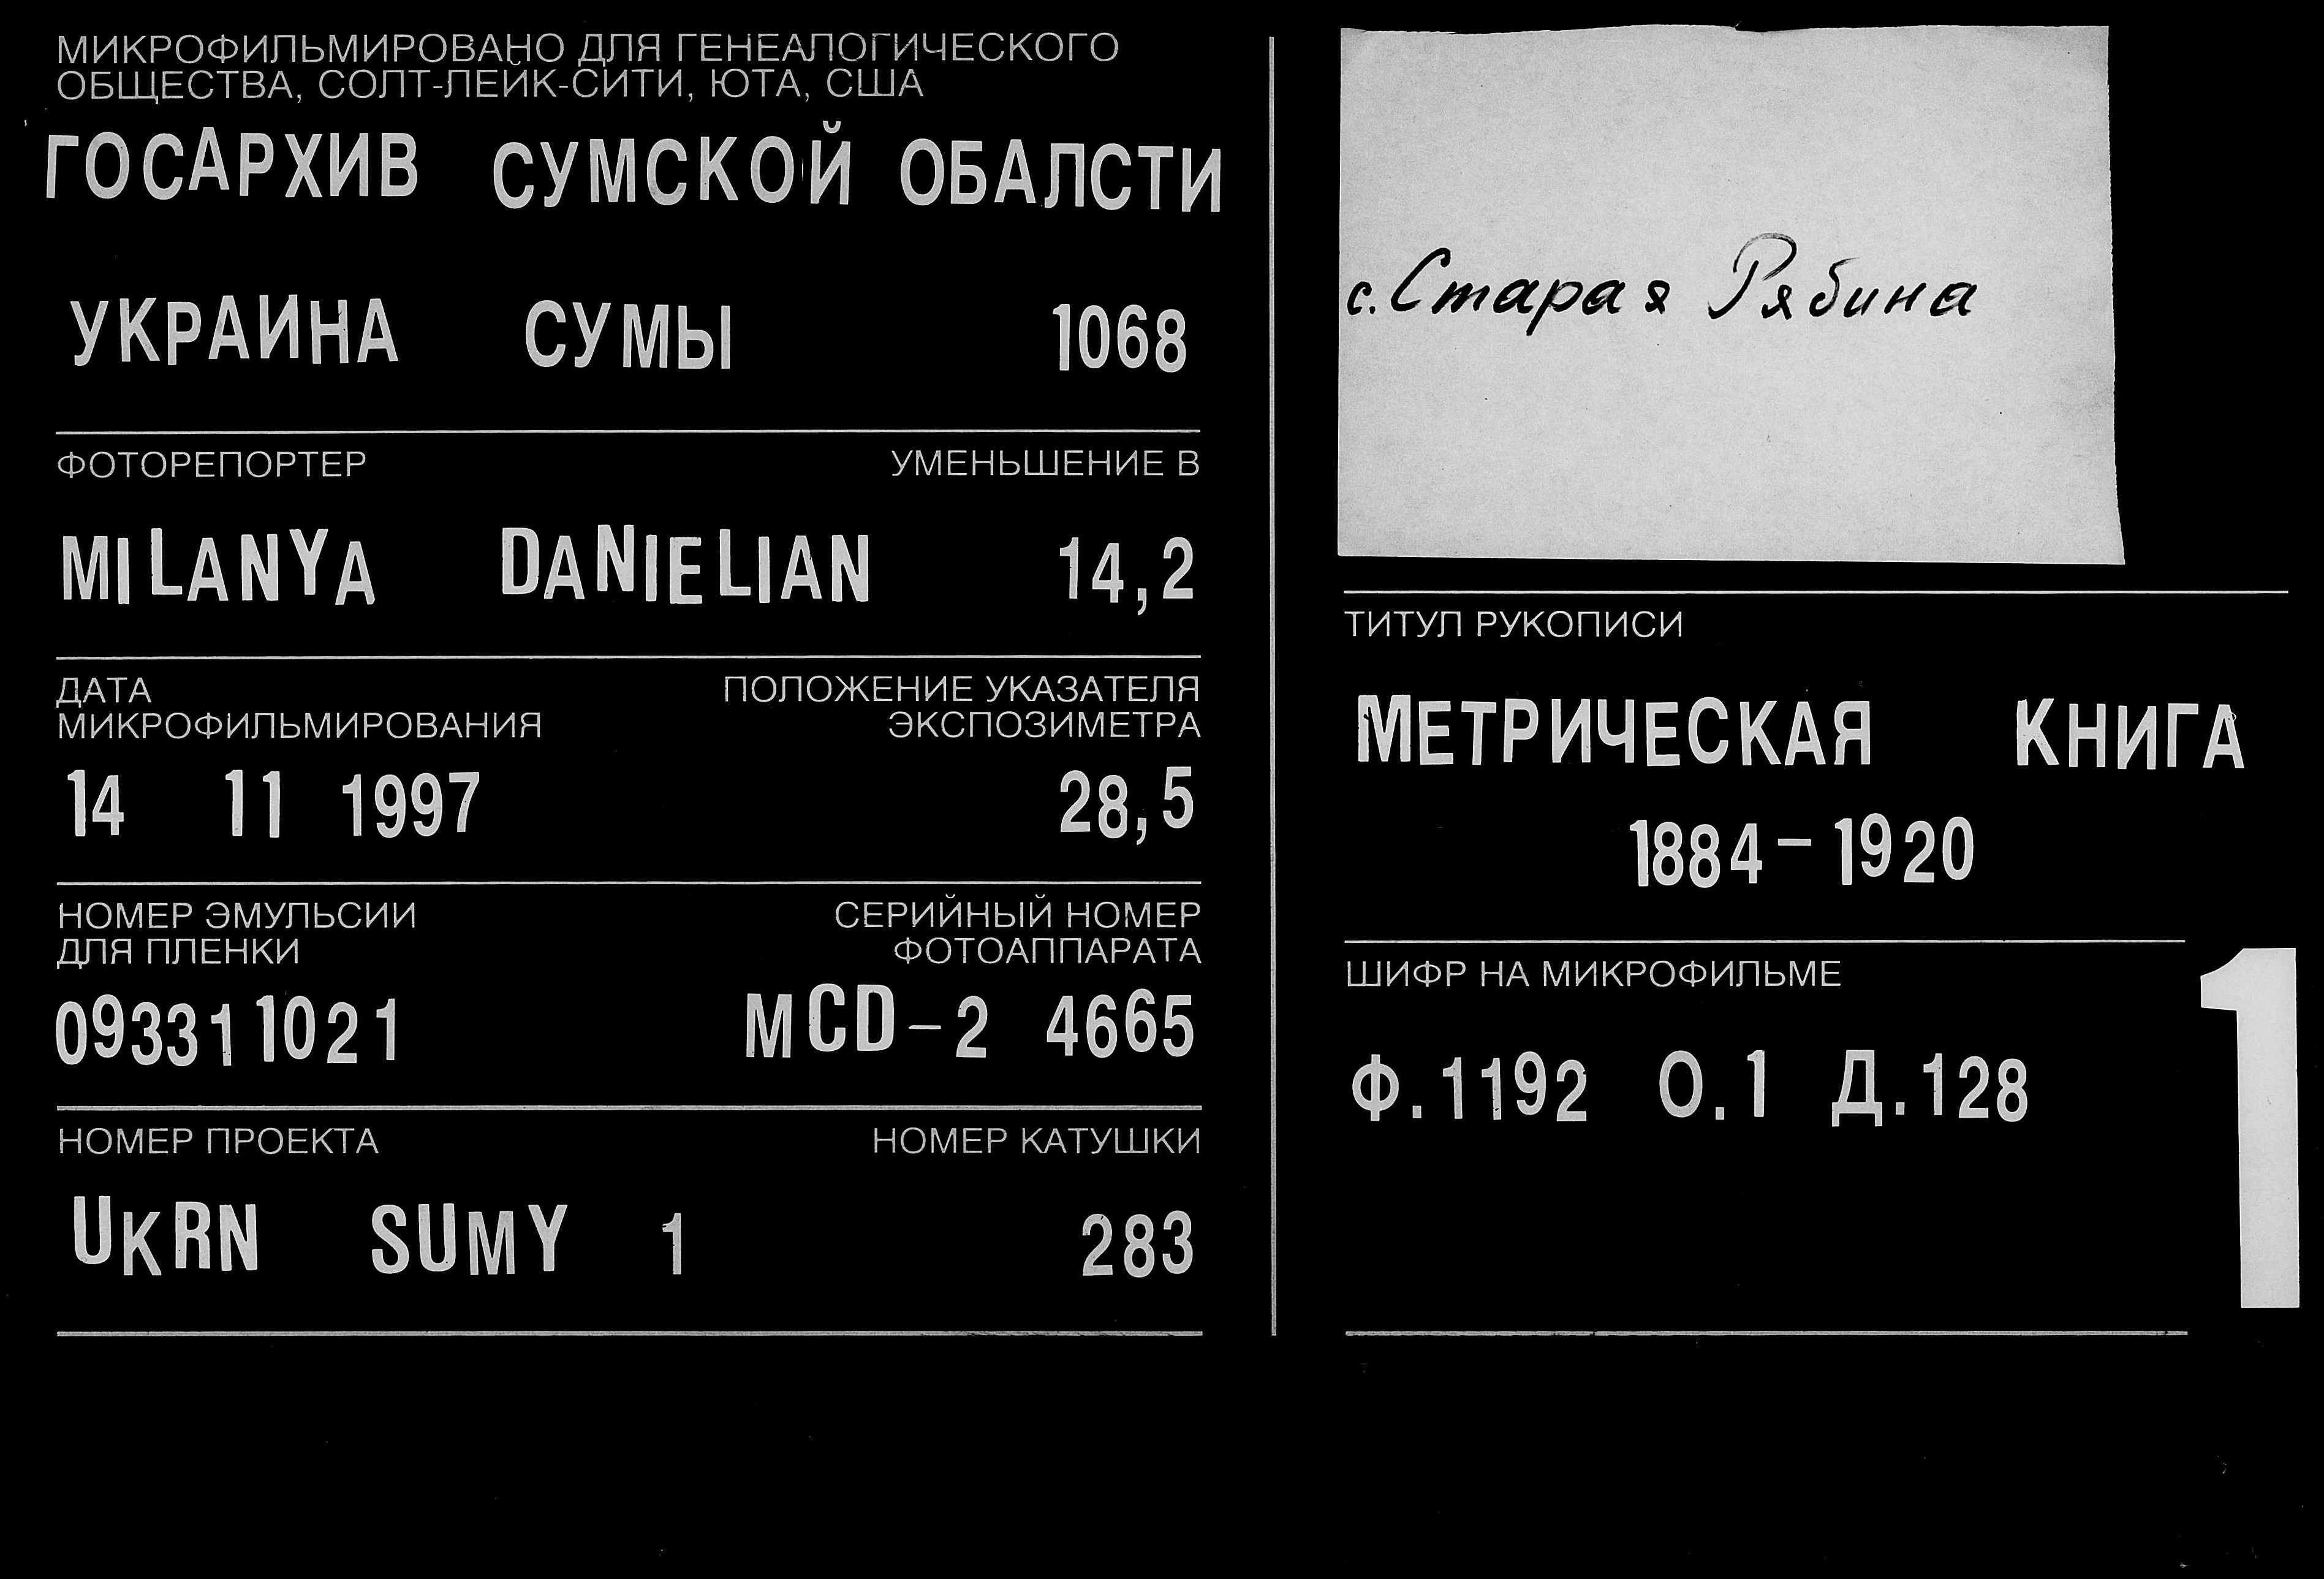 МИКРОФИЛЬМИРОВАНО ДЛЯ ГЕНЕАЛОГИЧЕСКОГО
ОБЩЕСТВА, СОЛТ-ЛЕЙК-СИТИ, ЮТА, США
ГОСАРХИВ СУМСКОЙ ОБАЛСТИ
УКРАИНА СУМЫ 1068
ФОТОРЕПОРТЕР УМЕНЬШЕНИЕ В
MILANYA DANIELIAN 14,2
ДАТА ПОЛОЖЕНИЕ УКАЗАТЕЛЯ
МИКРОФИЛЬМИРОВАНИЯ ЭКСПОЗИМЕТРА
14 11 1997 28,5
НОМЕР ЭМУЛЬСИИ СЕРИЙНЫЙ НОМЕР
ДЛЯ ПЛЕНКИ ФОТОАППАРАТА
093311021 MCD-2 4665
НОМЕР ПРОЕКТА НОМЕР КАТУШКИ
UKRN SUMY 1 283
с. Старая Рябина
ТИТУЛ РУКОПИСИ
МЕТРИЧЕСКАЯ КНИГА
1884-1920
ШИФР НА МИКРОФИЛЬМЕ
Ф.1192 О.1 Д.128
1